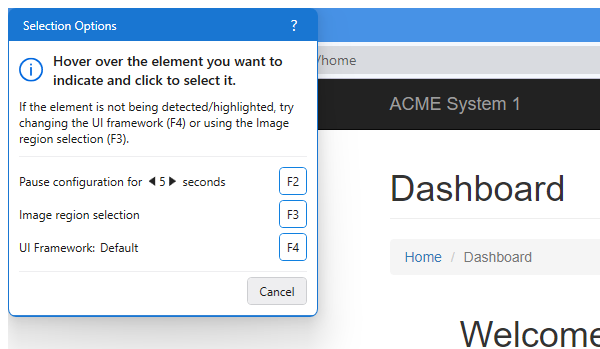 Selection Options ?
Hover over the element you want to
indicate and click to select it.
If the element is not being detected/highlighted, try
changing the UI framework (F4) or using the Image
region selection (F3).
Pause configuration for 5 seconds F2
Image region selection F3
UI Framework: Default F4
Cancel
/home
ACME System 1
Dashboard
Home / Dashboard
Welcome